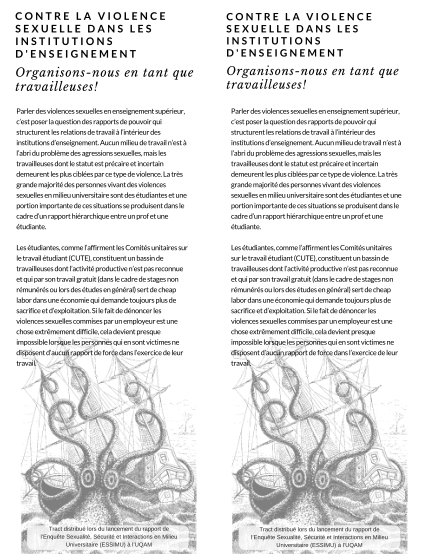 CONTRE LA VIOLENCE
SEXUELLE DANS LES
INSTITUTIONS
D'ENSEIGNEMENT
Organisons-nous en tant que
travailleuses!
Parler des violences sexuelles en enseignement supérieur,
c'est poser la question des rapports de pouvoir qui
structurent les relations de travail à l'intérieur des
institutions d'enseignement. Aucun milieu de travail n'est à
l'abri du problème des agressions sexuelles, mais les
travailleuses dont le statut est précaire et incertain
demeurent les plus ciblées par ce type de violence. La très
grande majorité des personnes vivant des violences
sexuelles en milieu universitaire sont des étudiantes et une
portion importante de ces situations se produisent dans le
cadre d'un rapport hiérarchique entre un prof et une
étudiante.
Les étudiantes, comme l'affirment les Comités unitaires sur
le travail étudiant (CUTE), constituent un bassin de
travailleuses dont l'activité productive n'est pas reconnue
et qui par son travail gratuit (dans le cadre de stages non
rémunérés ou lors des études en général) sert de cheap
labor dans une économie qui demande toujours plus de
sacrifice et d'exploitation. Si le fait de dénoncer les
violences sexuelles commises par un employeur est une
chose extrêmement difficile, cela devient presque
impossible lorsque les personnes qui en sont victimes ne
disposent d'aucun rapport de force dans l'exercice de leur
travail.
Tract distribué lors du lancement du rapport de
l'Enquête Sexualité, Sécurité et Interactions en Milieu
Universitaire (ESSIMU) à l'UQAM
CONTRE LA VIOLENCE
SEXUELLE DANS LES
INSTITUTIONS
D'ENSEIGNEMENT
Organisons-nous en tant que
travailleuses!
Parler des violences sexuelles en enseignement supérieur,
c'est poser la question des rapports de pouvoir qui
structurent les relations de travail à l'intérieur des
institutions d'enseignement. Aucun milieu de travail n'est à
l'abri du problème des agressions sexuelles, mais les
travailleuses dont le statut est précaire et incertain
demeurent les plus ciblées par ce type de violence. La très
grande majorité des personnes vivant des violences
sexuelles en milieu universitaire sont des étudiantes et une
portion importante de ces situations se produisent dans le
cadre d'un rapport hiérarchique entre un prof et une
étudiante.
Les étudiantes, comme l'affirment les Comités unitaires
sur le travail étudiant (CUTE), constituent un bassin de
travailleuses dont l'activité productive n'est pas reconnue
et qui par son travail gratuit (dans le cadre de stages non
rémunérés ou lors des études en général) sert de cheap
labor dans une économie qui demande toujours plus de
sacrifice et d'exploitation. Si le fait de dénoncer les
violences sexuelles commises par un employeur est une
chose extrêmement difficile, cela devient presque
impossible lorsque les personnes qui en sont victimes ne
disposent d'aucun rapport de force dans l'exercice de leur
travail.
Tract distribué lors du lancement du rapport de
l'Enquête Sexualité, Sécurité et Interactions en Milieu
Universitaire (ESSIMU) à l'UQAM